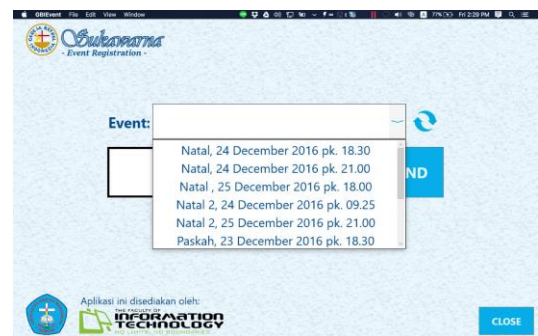 OBIEvent File Edit View Window 77% Fri 2:29 PM
Sukawarna
- Event Registration -
Event:
Natal, 24 December 2016 pk. 18.30
Natal, 24 December 2016 pk. 21.00
Natal , 25 December 2016 pk. 18.00
Natal 2, 24 December 2016 pk. 09.25
Natal 2, 25 December 2016 pk. 21.00
Paskah, 23 December 2016 pk. 18.30
ND
Aplikasi ini disediakan oleh:
THE FACULTY OF
INFORMATION
TECHNOLOGY
CLOSE